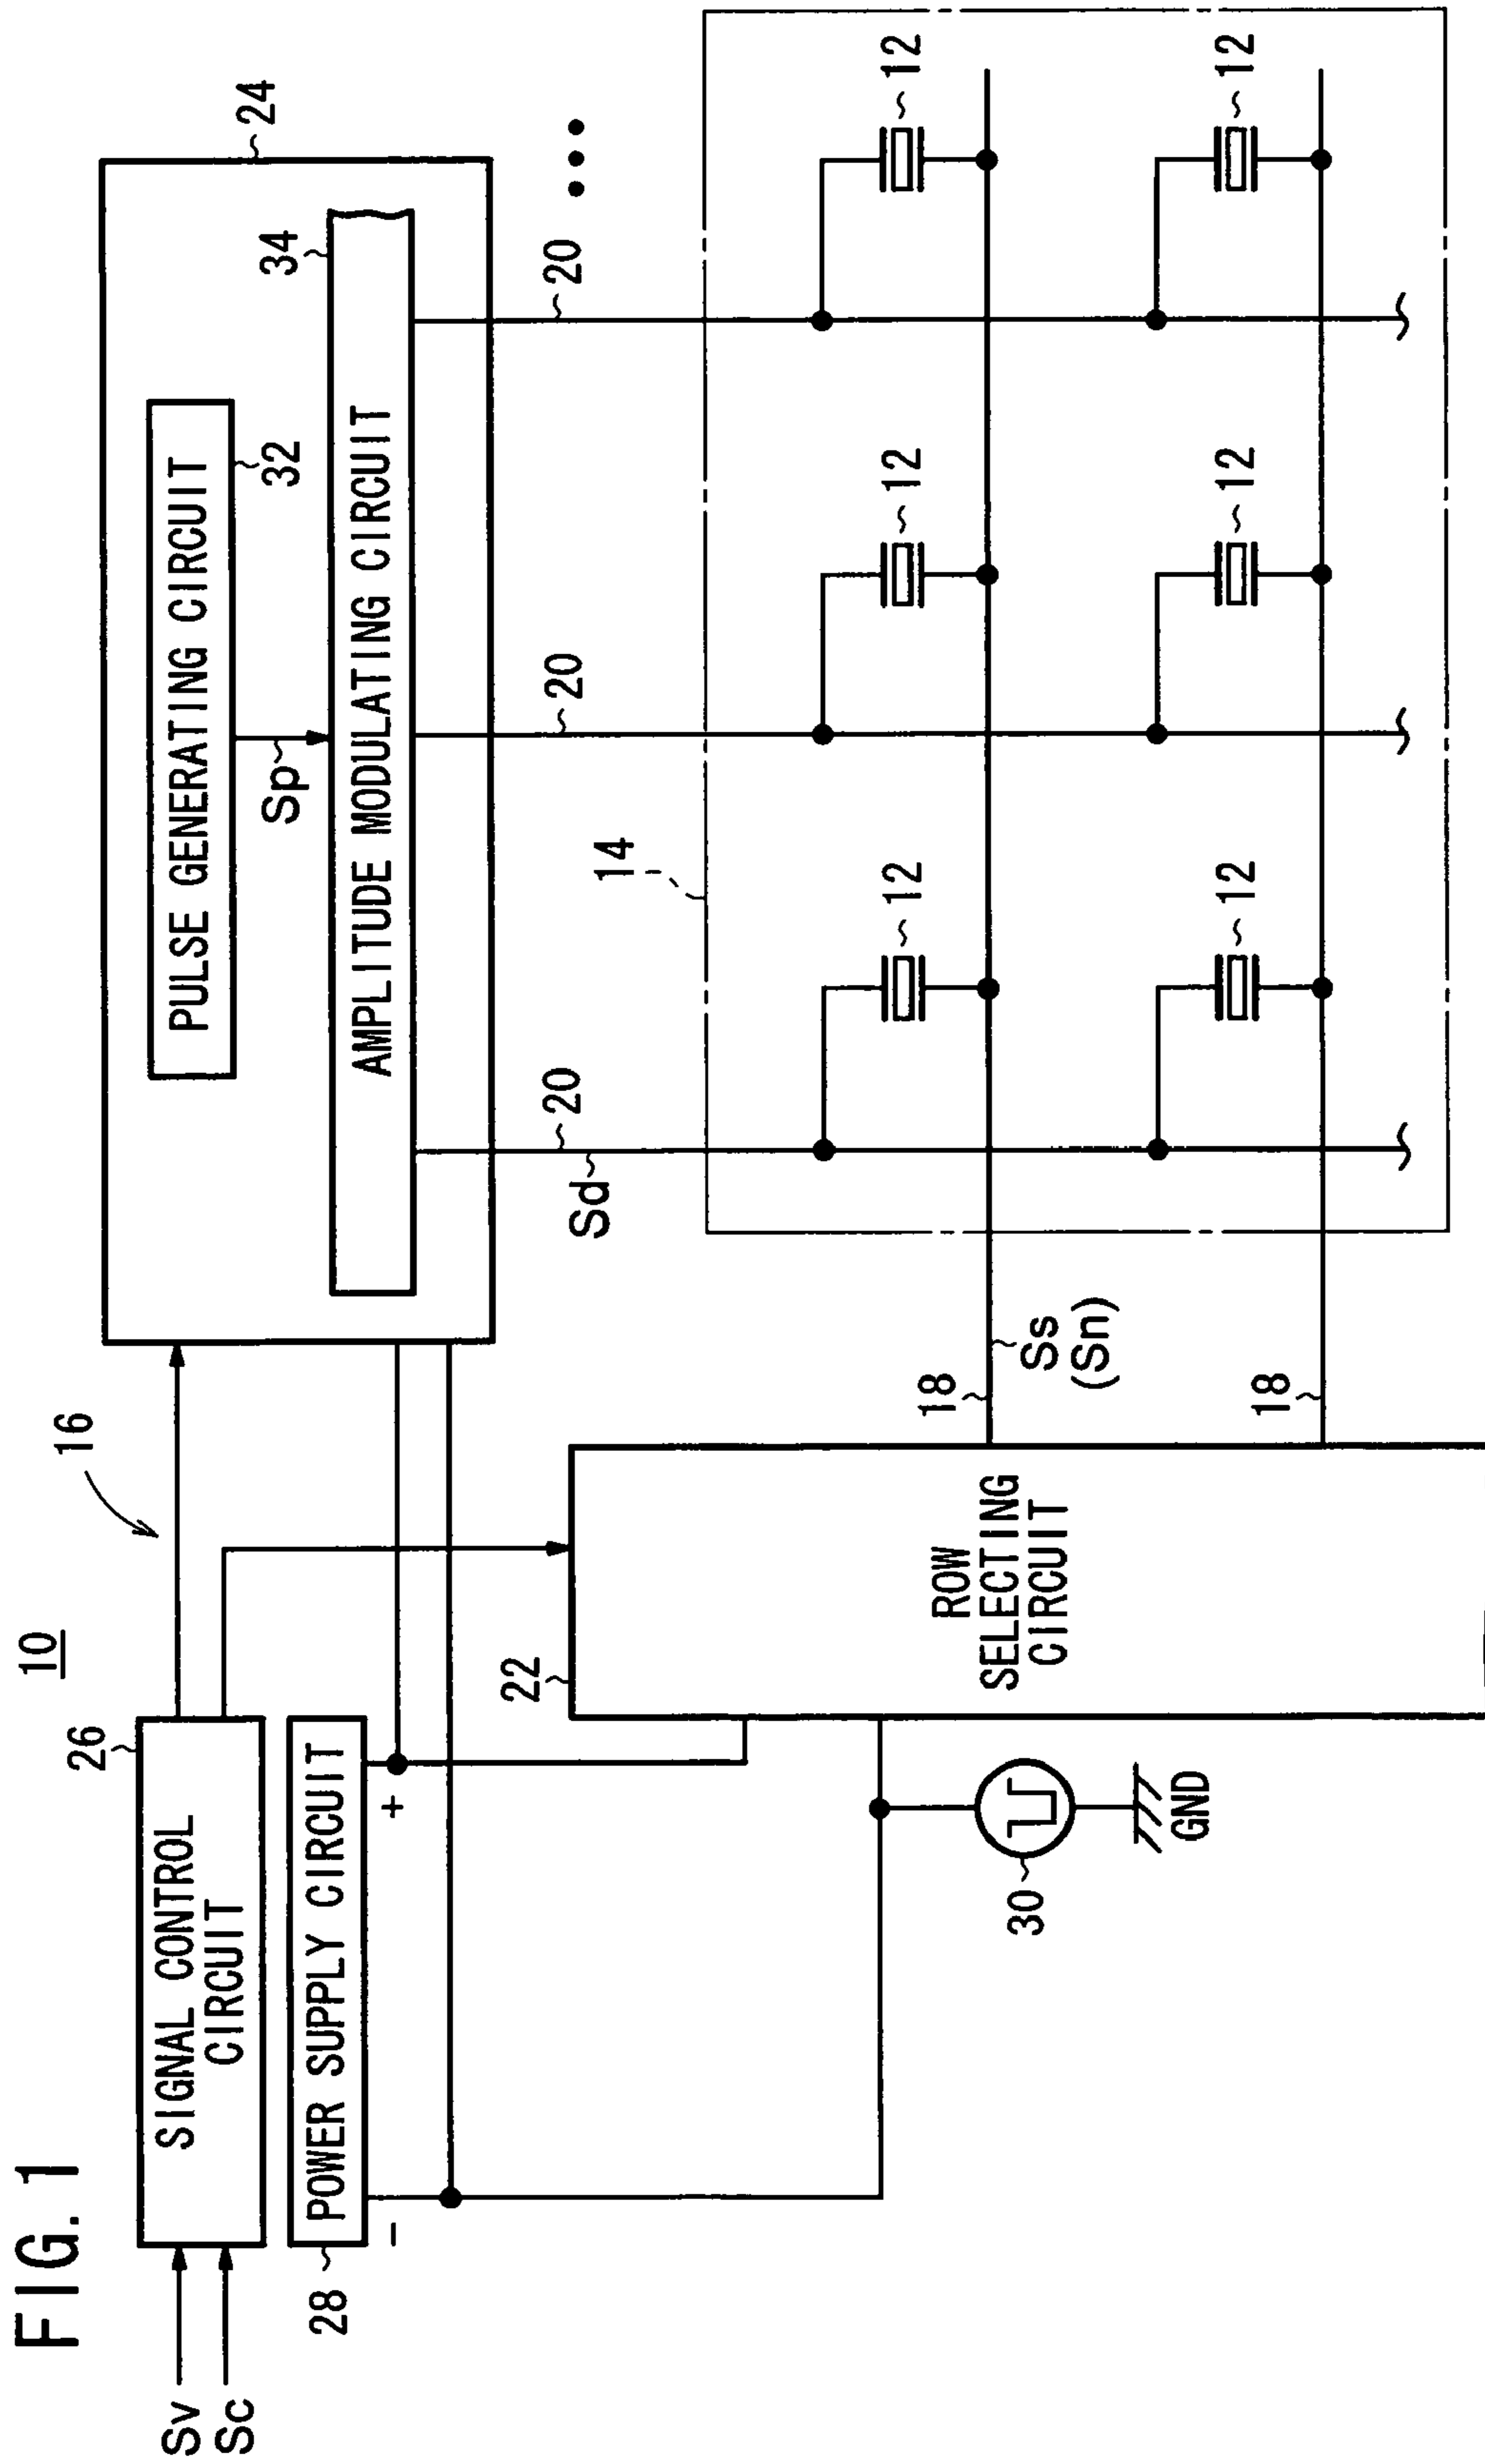 FIG. 1
10
16
Sv
Sc
26
SIGNAL CONTROL
CIRCUIT
28
POWER SUPPLY CIRCUIT
-
+
24
PULSE GENERATING CIRCUIT
32
Sp
34
AMPLITUDE MODULATING CIRCUIT
Sd
20
20
20
14
22
ROW
SELECTING
CIRCUIT
30
GND
18
Ss
(Sn)
12
12
12
18
12
12
12